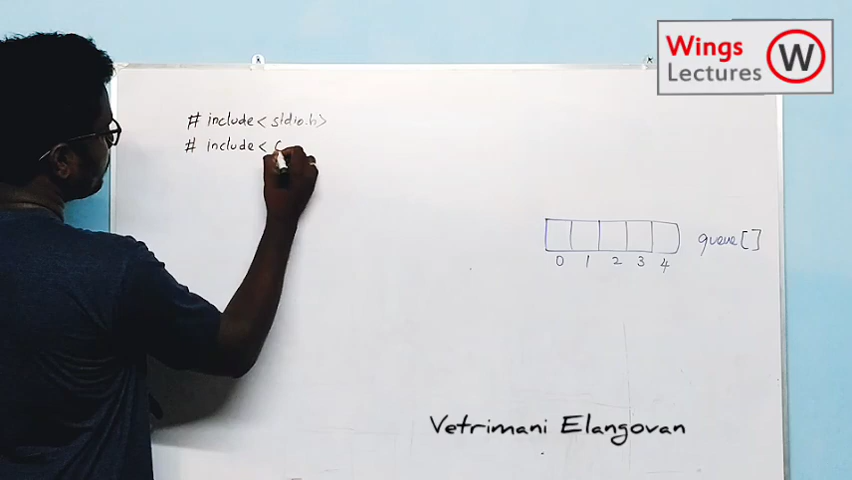 Wings
Lectures
W
# include < stdio.h>
# include < C
queue []
0 1 2 3 4
Vetrimani Elangovan